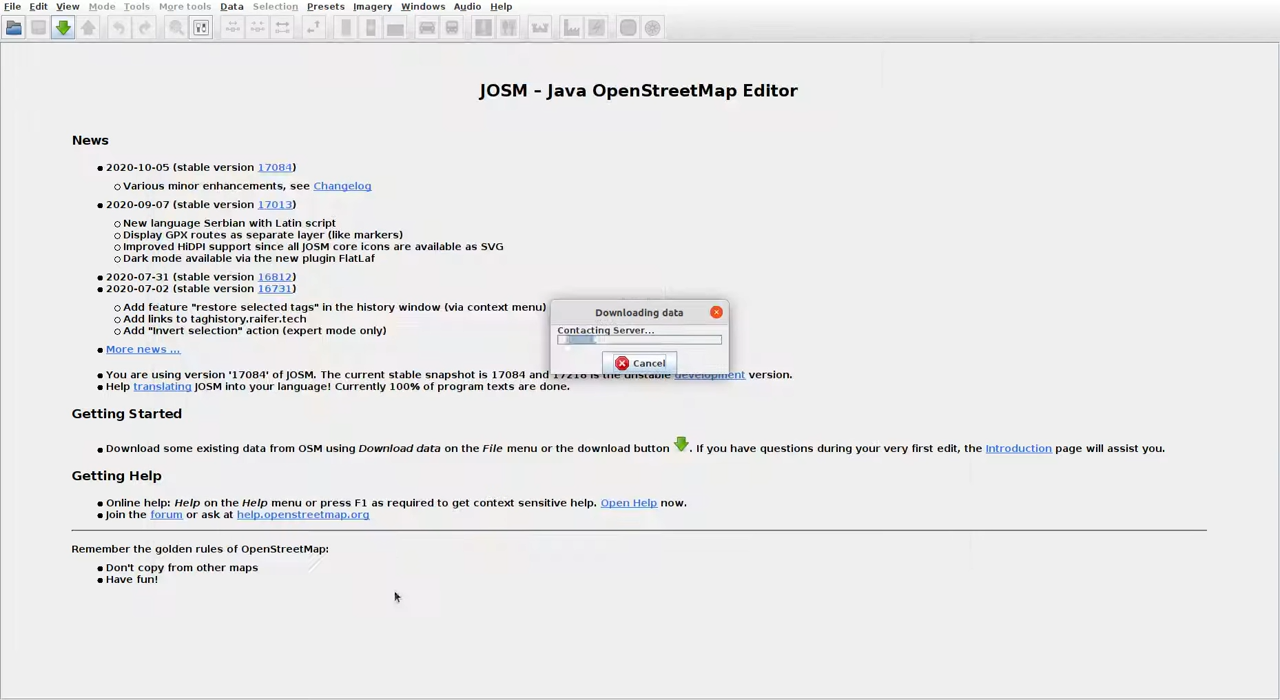 File Edit View Mode Tools More tools Data Selection Presets Imagery Windows Audio Help
JOSM – Java OpenStreetMap Editor
News
2020-10-05 (stable version 17084)
Various minor enhancements, see Changelog
2020-09-07 (stable version 17013)
New language Serbian with Latin script
Display GPX routes as separate layer (like markers)
Improved HiDPI support since all JOSM core icons are available as SVG
Dark mode available via the new plugin FlatLaf
2020-07-31 (stable version 16812)
2020-07-02 (stable version 16731)
Add feature "restore selected tags" in the history window (via context menu)
Add links to taghistory.raifer.tech
Add "Invert selection" action (expert mode only)
More news ...
Downloading data
Contacting Server...
Cancel
You are using version '17084' of JOSM. The current stable snapshot is 17084 and 17218 is the unstable development version.
Help translating JOSM into your language! Currently 100% of program texts are done.
Getting Started
Download some existing data from OSM using Download data on the File menu or the download button . If you have questions during your very first edit, the Introduction page will assist you.
Getting Help
Online help: Help on the Help menu or press F1 as required to get context sensitive help. Open Help now.
Join the forum or ask at help.openstreetmap.org
Remember the golden rules of OpenStreetMap:
Don't copy from other maps
Have fun!